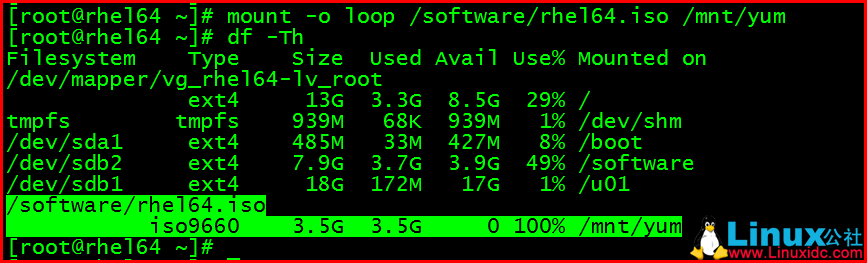 [root@rhel64 ~]# mount -o loop /software/rhel64.iso /mnt/yum
[root@rhel64 ~]# df -Th
Filesystem    Type    Size  Used Avail Use% Mounted on
/dev/mapper/vg_rhel64-lv_root
              ext4     13G  3.3G  8.5G  29% /
tmpfs        tmpfs    939M   68K  939M   1% /dev/shm
/dev/sda1     ext4    485M   33M  427M   8% /boot
/dev/sdb2     ext4    7.9G  3.7G  3.9G  49% /software
/dev/sdb1     ext4     18G  172M   17G   1% /u01
/software/rhel64.iso
           iso9660    3.5G  3.5G     0 100% /mnt/yum
[root@rhel64 ~]#
Linux公社
www.Linuxidc.com